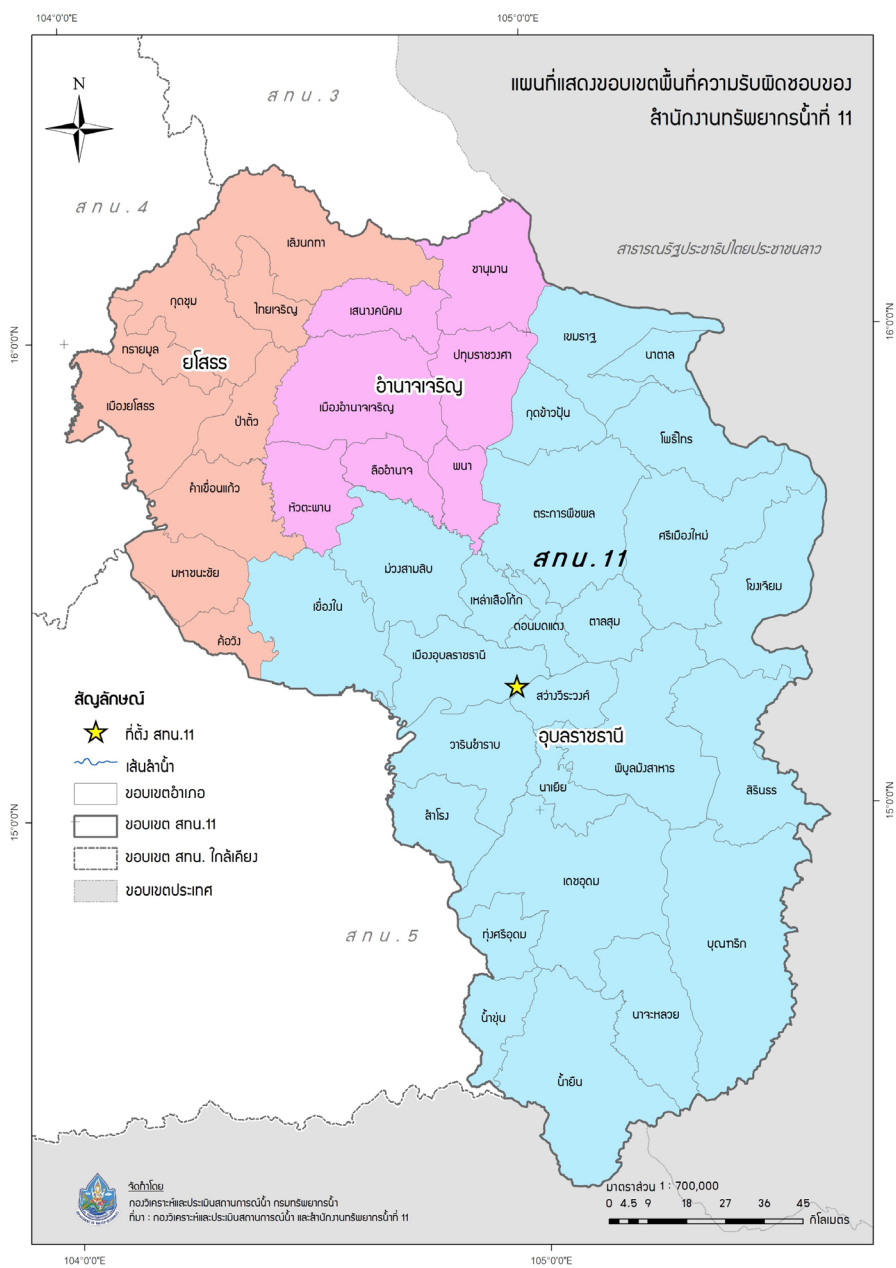 104°0'0"E
105°0'0"E
แผนที่แสดงขอบเขตพื้นที่ความรับผิดชอบของ
สำนักงานทรัพยากรน้ำที่ 11
N
สทน.3
สทน.4
สาธารณรัฐประชาธิปไตยประชาชนลาว
เลิงนกทา
ชานุมาน
กุดชุม
ไทยเจริญ
เสนางคนิคม
เขมราฐ
นาตาล
16°0'0"N
16°0'0"N
ทรายมูล
ยโสธร
ปทุมราชวงศา
อำนาจเจริญ
เมืองยโสธร
เมืองอำนาจเจริญ
กุดข้าวปุ้น
ป่าติ้ว
โพธิ์ไทร
ลืออำนาจ
พนา
คำเขื่อนแก้ว
หัวตะพาน
ตระการพืชผล
ศรีเมืองใหม่
สทน.11
มหาชนะชัย
ม่วงสามสิบ
โขงเจียม
เขื่องใน
เหล่าเสือโก้ก
ดอนมดแดง
ตาลสุม
ค้อวัง
เมืองอุบลราชธานี
สว่างวีระวงศ์
วารินชำราบ
อุบลราชธานี
พิบูลมังสาหาร
นาเยีย
สิรินธร
สำโรง
15°0'0"N
15°0'0"N
สัญลักษณ์
ที่ตั้ง สทน.11
เส้นลำน้ำ
ขอบเขตอำเภอ
ขอบเขต สทน.11
ขอบเขต สทน. ใกล้เคียง
ขอบเขตประเทศ
เดชอุดม
สทน.5
ทุ่งศรีอุดม
บุณฑริก
น้ำขุ่น
นาจะหลวย
น้ำยืน
จัดทำโดย
กองวิเคราะห์และประเมินสถานการณ์น้ำ กรมทรัพยากรน้ำ
ที่มา : กองวิเคราะห์และประเมินสถานการณ์น้ำ และสำนักงานทรัพยากรน้ำที่ 11
มาตราส่วน 1 : 700,000
0 4.5 9 18 27 36 45
กิโลเมตร
104°0'0"E
105°0'0"E